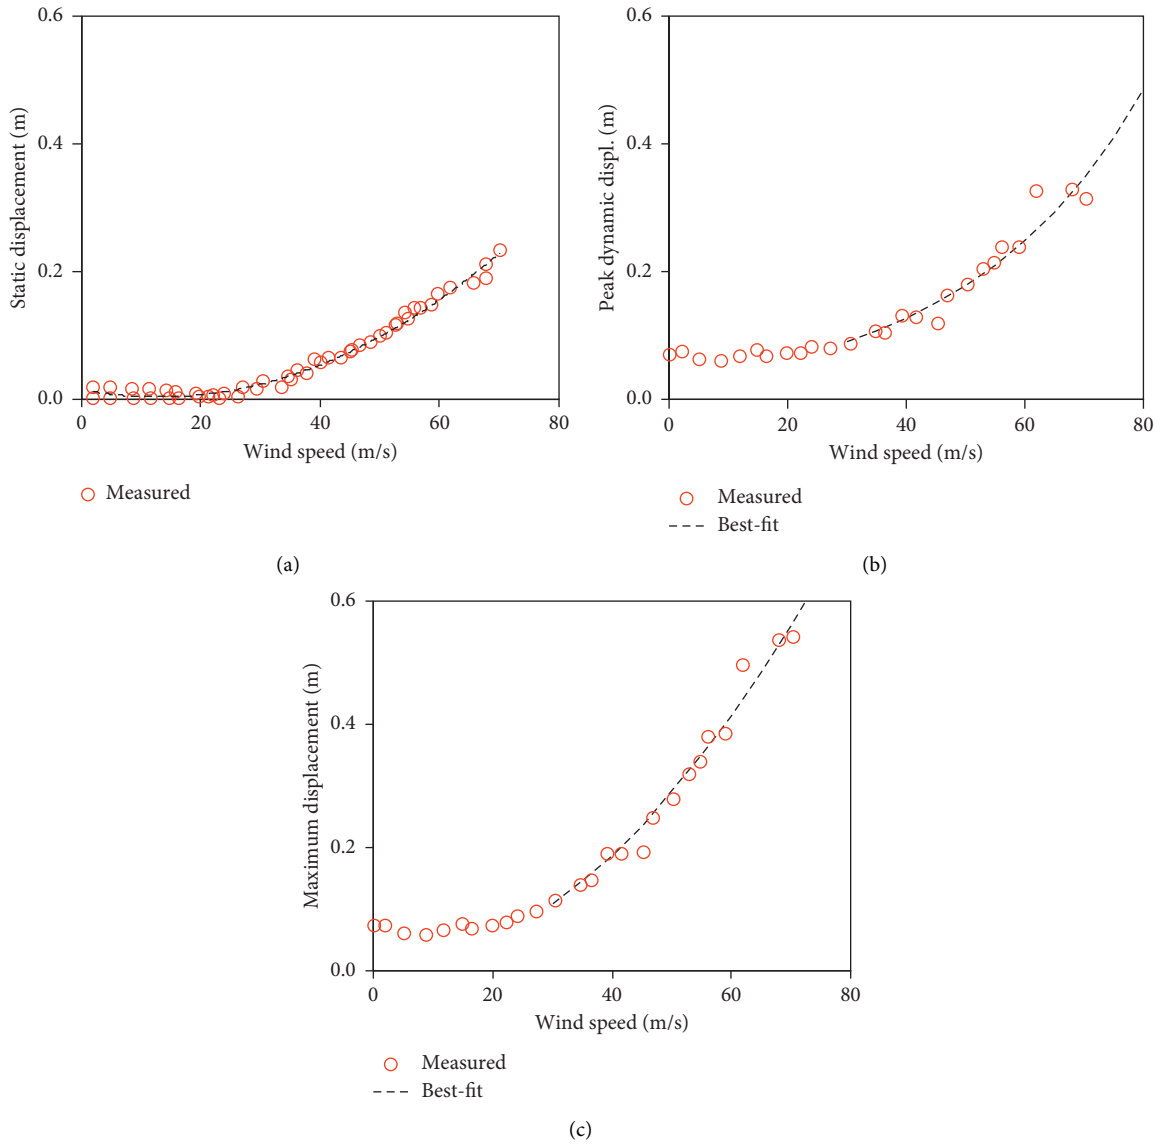 0.6
0.4
0.2
0.0
Static displacement (m)
0 20 40 60 80
Wind speed (m/s)
Measured
(a)
0.6
0.4
0.2
0.0
Peak dynamic displ. (m)
0 20 40 60 80
Wind speed (m/s)
Measured
Best-fit
(b)
0.6
0.4
0.2
0.0
Maximum displacement (m)
0 20 40 60 80
Wind speed (m/s)
Measured
Best-fit
(c)